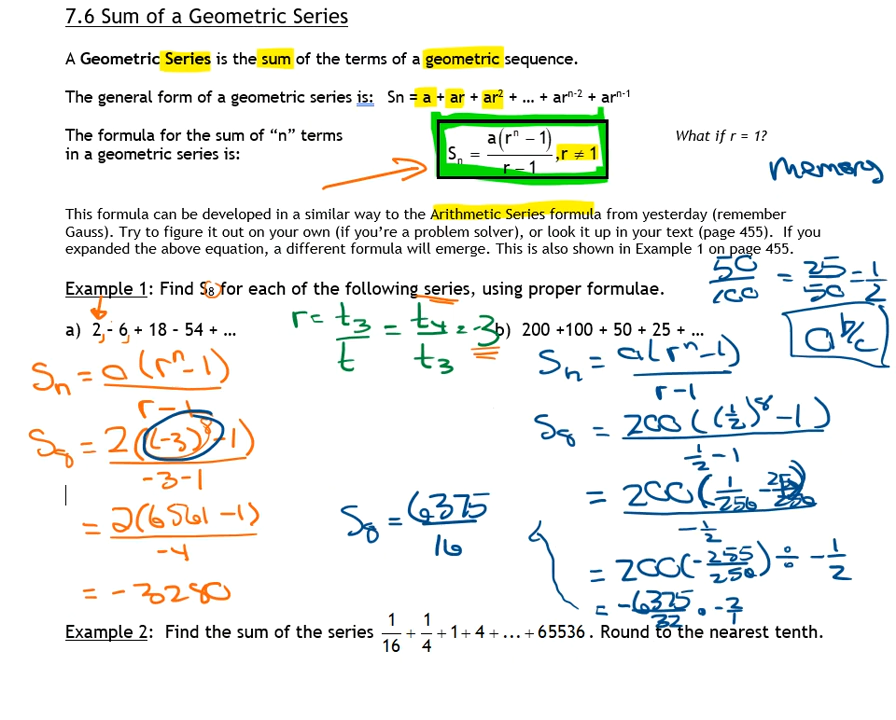 7.6 Sum of a Geometric Series
A Geometric Series is the sum of the terms of a geometric sequence.
The general form of a geometric series is: Sn = a + ar + ar² + ... + arⁿ⁻² + arⁿ⁻¹
The formula for the sum of “n” terms
in a geometric series is:
Sₙ = a(rⁿ – 1) / r – 1 , r ≠ 1
What if r = 1?
memory
This formula can be developed in a similar way to the Arithmetic Series formula from yesterday (remember
Gauss). Try to figure it out on your own (if you’re a problem solver), or look it up in your text (page 455). If you
expanded the above equation, a different formula will emerge. This is also shown in Example 1 on page 455.
50/100 = 25/50 = 1/2
Example 1: Find S₈ for each of the following series, using proper formulae.
a b/c
a) 2 - 6 + 18 - 54 + ...
r = t₃/t = t₄/t₃ = -3
b) 200 +100 + 50 + 25 + ...
Sₙ = a(rⁿ-1) / r-1
S₈ = 2((-3)⁸-1) / -3-1
= 2(6561-1) / -4
= -3280
Sₙ = a(rⁿ-1) / r-1
S₈ = 200((1/2)⁸-1) / 1/2-1
= 200(1/256 - / -1/2
= 200(-255/256) ÷ -1/2
= -6375/32 · -2/1
S₈ = 6375/16
Example 2: Find the sum of the series 1/16 + 1/4 + 1 + 4 + ... + 65536. Round to the nearest tenth.